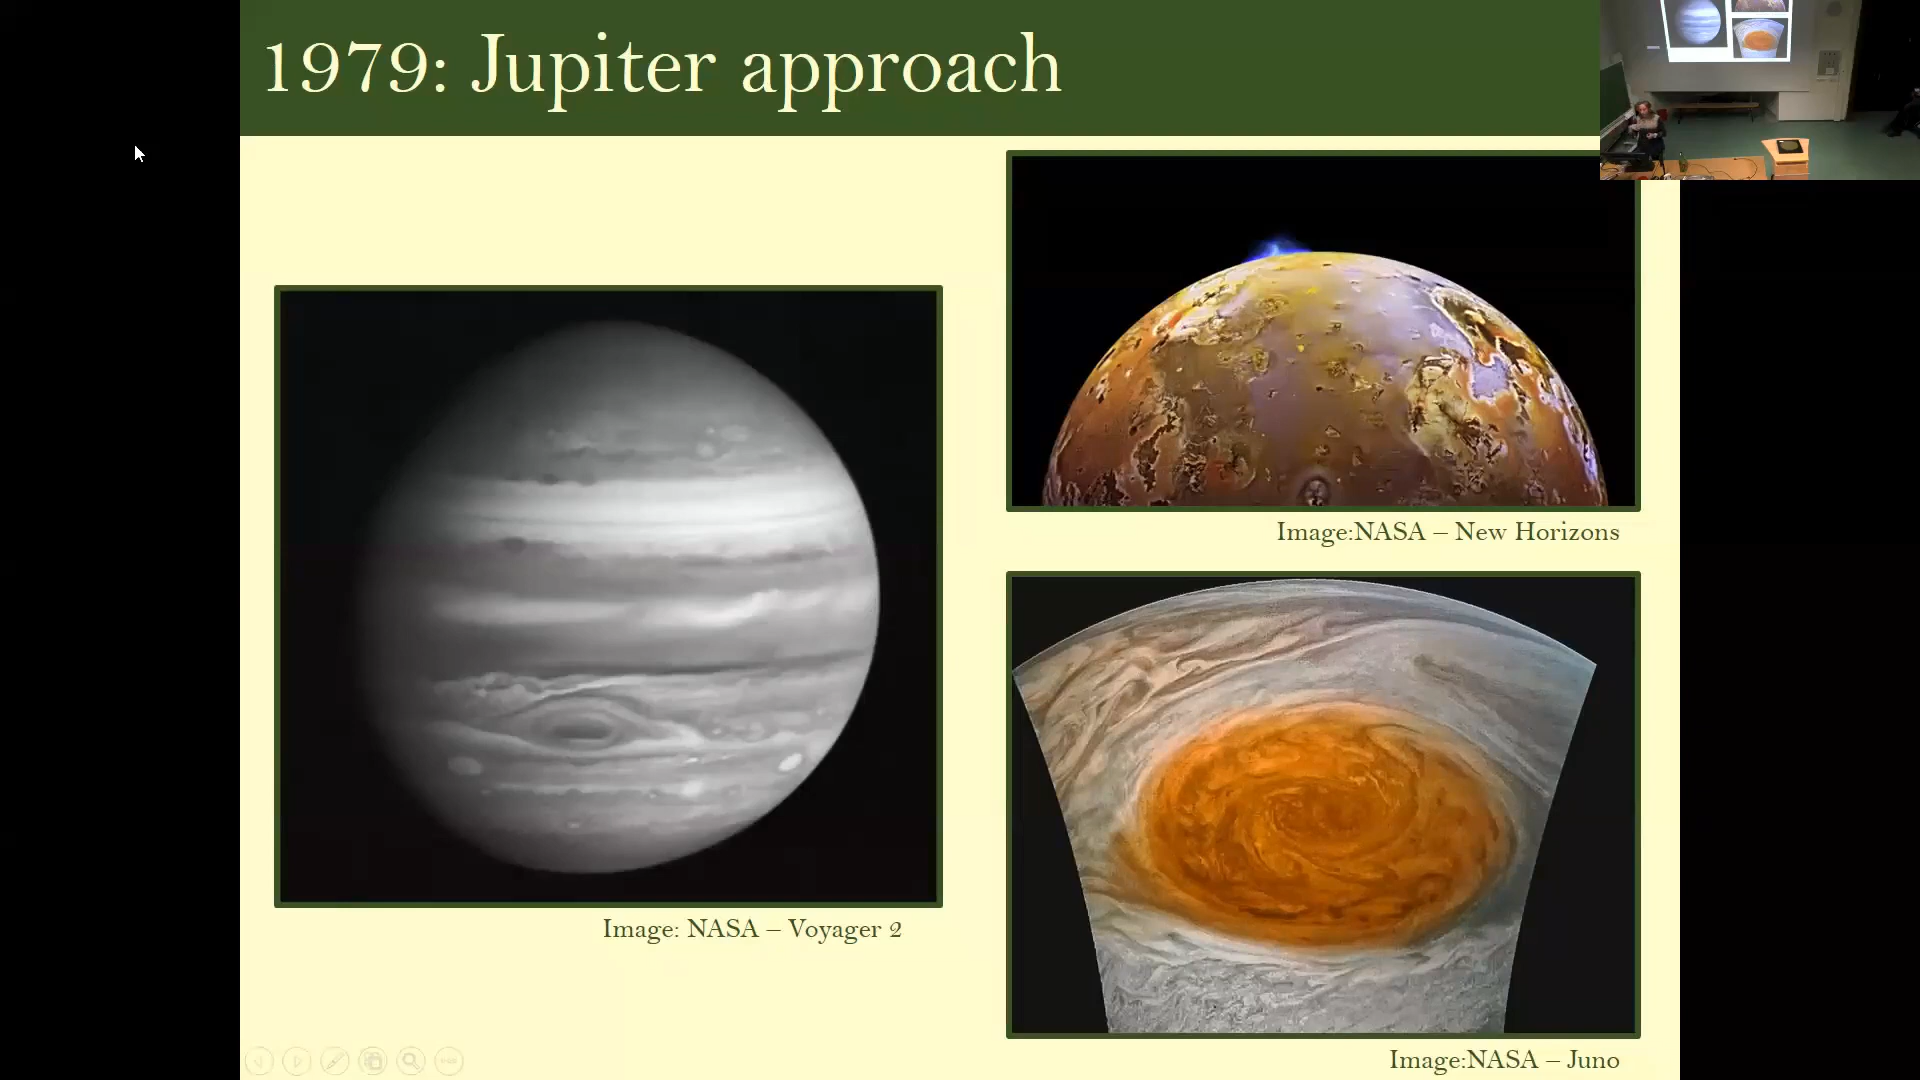 1979: Jupiter approach
Image: NASA – Voyager 2
Image:NASA – New Horizons
Image:NASA – Juno